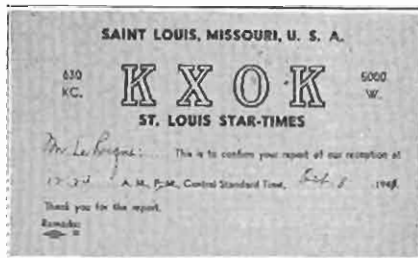 SAINT LOUIS, MISSOURI, U. S. A.
630 KC.
KXOK
5000 W.
ST. LOUIS STAR-TIMES
This is to confirm your report of our reception at
A. M., P. M., Central Standard Time, 194
Thank you for the report.
Remarks: